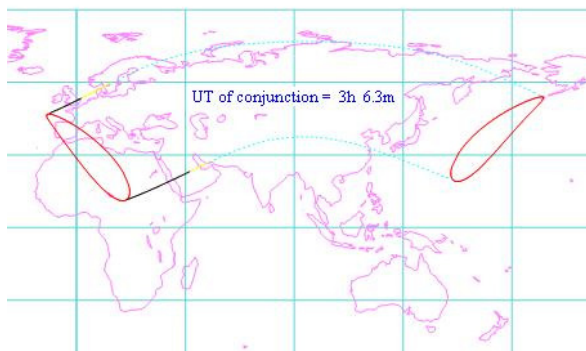 UT of conjunction = 3h 6.3m